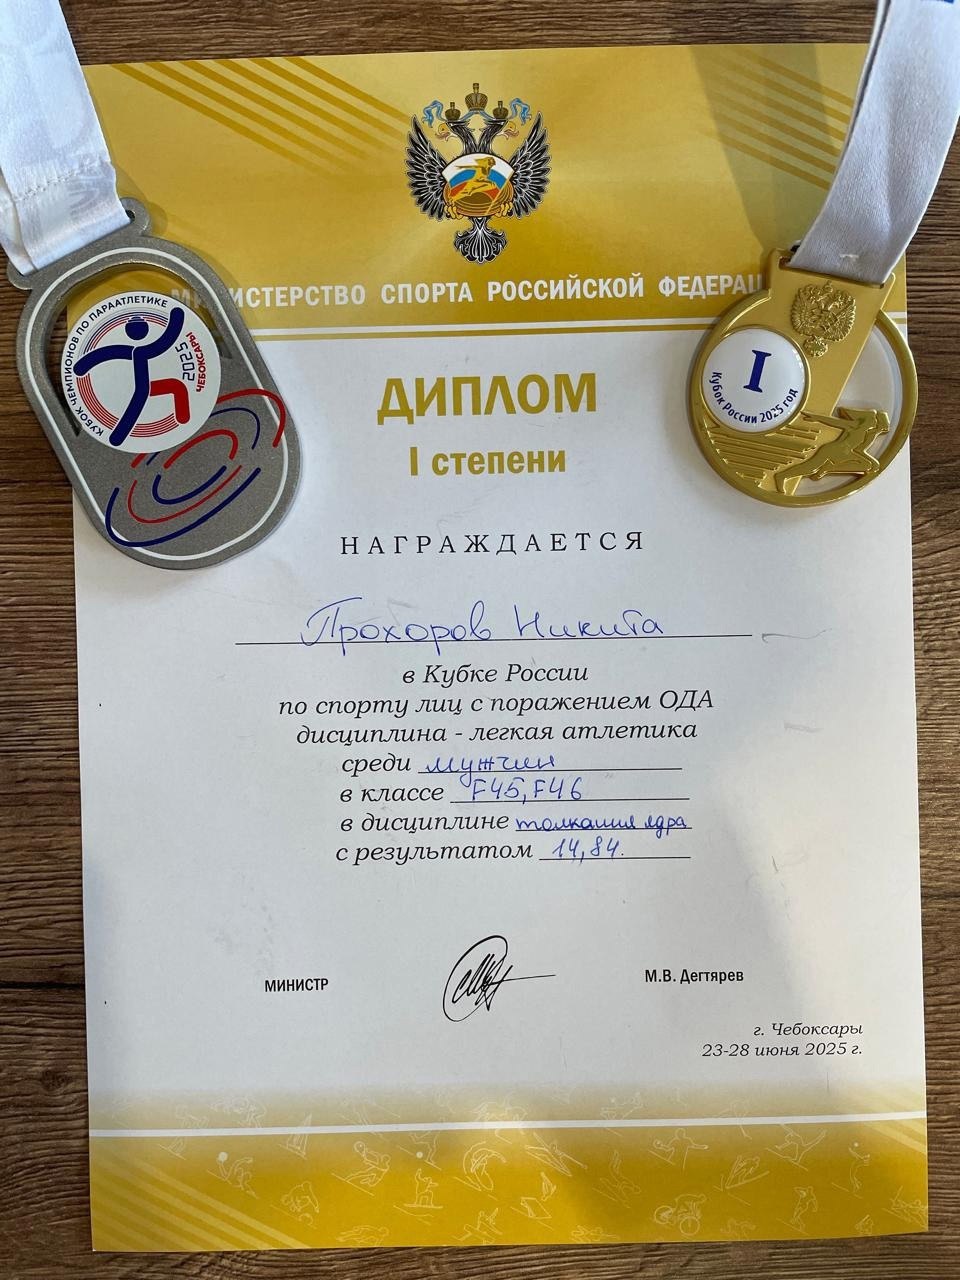 МИНИСТЕРСТВО СПОРТА РОССИЙСКОЙ ФЕДЕРАЦ
КУБОК ЧЕМПИОНОВ ПО ПАРААТЛЕТИКЕ
2025
ЧЕБОКСАРЫ
I
Кубок России 2025 год
ДИПЛОМ
I степени
НАГРАЖДАЕТСЯ
Прохоров Никита
в Кубке России
по спорту лиц с поражением ОДА
дисциплина - легкая атлетика
среди мужчин
в классе F45, F46
в дисциплине толкания ядра
с результатом 14,84.
МИНИСТР
М.В. Дегтярев
г. Чебоксары
23-28 июня 2025 г.